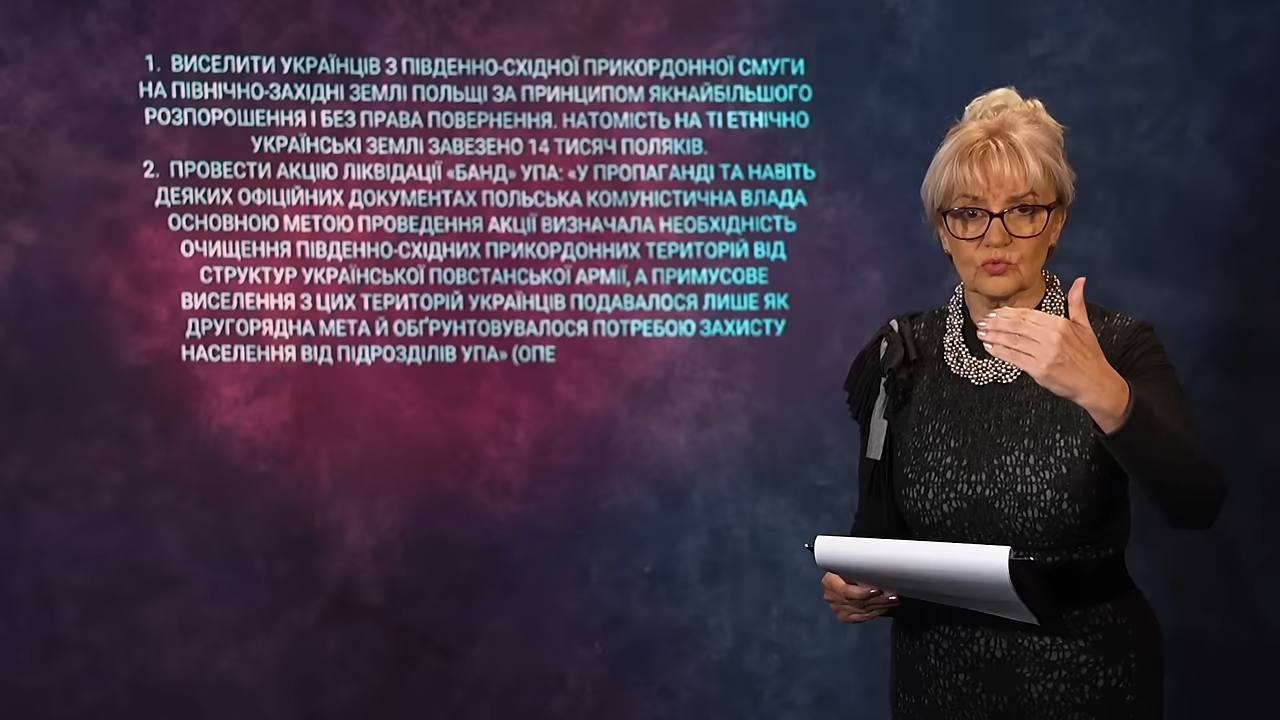 1. ВИСЕЛИТИ УКРАЇНЦІВ З ПІВДЕННО-СХІДНОЇ ПРИКОРДОННОЇ СМУГИ
НА ПІВНІЧНО-ЗАХІДНІ ЗЕМЛІ ПОЛЬЩІ ЗА ПРИНЦИПОМ ЯКНАЙБІЛЬШОГО
РОЗПОРОШЕННЯ І БЕЗ ПРАВА ПОВЕРНЕННЯ. НАТОМІСТЬ НА ТІ ЕТНІЧНО
УКРАЇНСЬКІ ЗЕМЛІ ЗАВЕЗЕНО 14 ТИСЯЧ ПОЛЯКІВ.
2. ПРОВЕСТИ АКЦІЮ ЛІКВІДАЦІЇ «БАНД» УПА: «У ПРОПАГАНДІ ТА НАВІТЬ
ДЕЯКИХ ОФІЦІЙНИХ ДОКУМЕНТАХ ПОЛЬСЬКА КОМУНІСТИЧНА ВЛАДА
ОСНОВНОЮ МЕТОЮ ПРОВЕДЕННЯ АКЦІЇ ВИЗНАЧАЛА НЕОБХІДНІСТЬ
ОЧИЩЕННЯ ПІВДЕННО-СХІДНИХ ПРИКОРДОННИХ ТЕРИТОРІЙ ВІД
СТРУКТУР УКРАЇНСЬКОЇ ПОВСТАНСЬКОЇ АРМІЇ, А ПРИМУСОВЕ
ВИСЕЛЕННЯ З ЦИХ ТЕРИТОРІЙ УКРАЇНЦІВ ПОДАВАЛОСЯ ЛИШЕ ЯК
ДРУГОРЯДНА МЕТА Й ОБҐРУНТОВУВАЛОСЯ ПОТРЕБОЮ ЗАХИСТУ
НАСЕЛЕННЯ ВІД ПІДРОЗДІЛІВ УПА» (ОПЕ